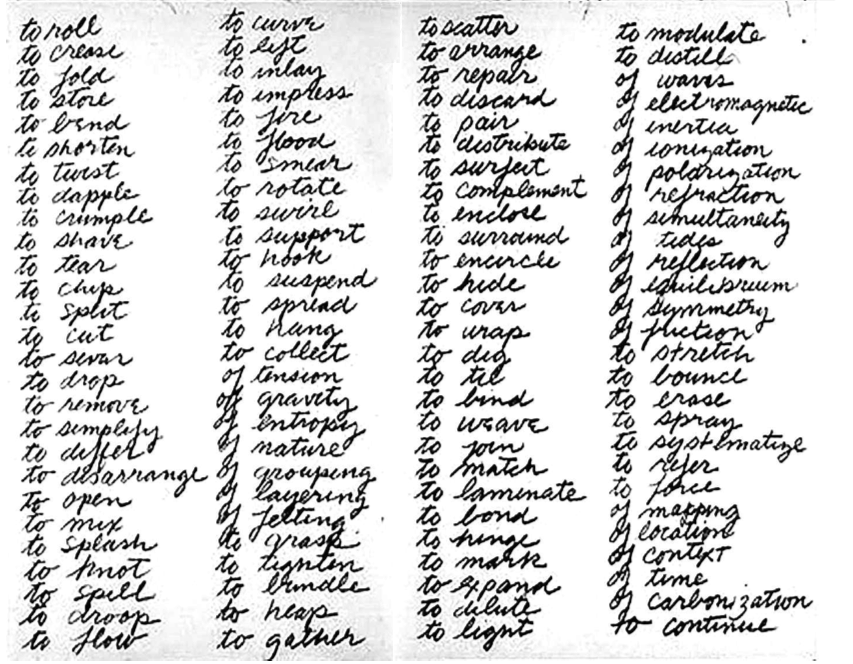 to roll
to crease
to fold
to store
to bend
to shorten
to twist
to dapple
to crumple
to shave
to tear
to chip
to split
to cut
to sever
to drop
to remove
to simplify
to differ
to disarrange
to open
to mix
to splash
to knot
to spill
to droop
to flow
to curve
to lift
to inlay
to impress
to fire
to flood
to smear
to rotate
to swirl
to support
to hook
to suspend
to spread
to hang
to collect
of tension
of gravity
of entropy
of nature
of grouping
of layering
of felting
to grasp
to tighten
to bundle
to heap
to gather
to scatter
to arrange
to repair
to discard
to pair
to distribute
to surfeit
to complement
to enclose
to surround
to encircle
to hide
to cover
to wrap
to dig
to tie
to bind
to weave
to join
to match
to laminate
to bond
to hinge
to mark
to expand
to dilute
to light
to modulate
to distill
of waves
of electromagnetic
of inertia
of ionization
of polarization
of refraction
of simultaneity
of tides
of reflection
of equilibrium
of symmetry
of friction
to stretch
to bounce
to erase
to spray
to systematize
to refer
to force
of mapping
of location
of context
of time
of carbonization
to continue